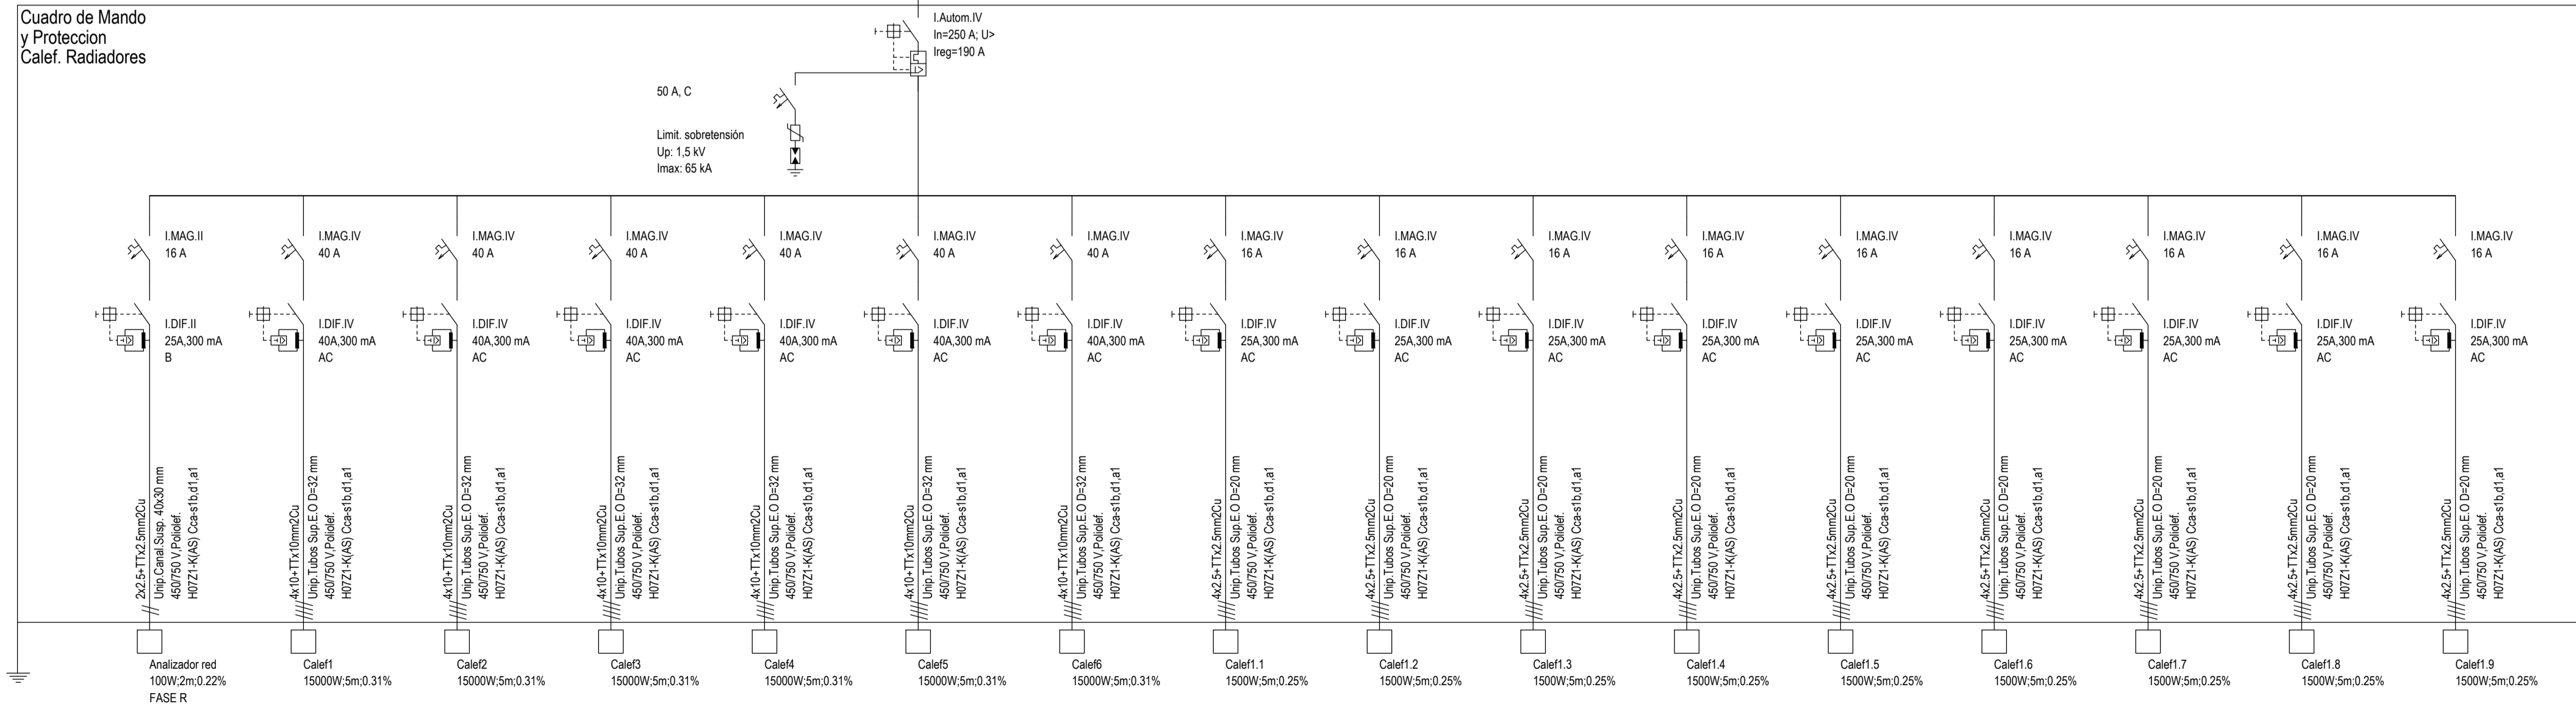 Cuadro de Mando
y Proteccion
Calef. Radiadores
I.Autom.IV
In=250 A; U>
Ireg=190 A
50 A, C
Limit. sobretensión
Up: 1,5 kV
Imax: 65 kA
I.MAG.II
16 A
I.DIF.II
25A,300 mA
B
2x2.5+TTx2.5mm2Cu
Unip.Canal.Susp. 40x30 mm
450/750 V,Poliolef.
H07Z1-K(AS) Cca-s1b,d1,a1
Analizador red
100W;2m;0.22%
FASE R
I.MAG.IV
40 A
I.DIF.IV
40A,300 mA
AC
4x10+TTx10mm2Cu
Unip.Tubos Sup.E.O D=32 mm
450/750 V,Poliolef.
H07Z1-K(AS) Cca-s1b,d1,a1
Calef1
15000W;5m;0.31%
I.MAG.IV
40 A
I.DIF.IV
40A,300 mA
AC
4x10+TTx10mm2Cu
Unip.Tubos Sup.E.O D=32 mm
450/750 V,Poliolef.
H07Z1-K(AS) Cca-s1b,d1,a1
Calef2
15000W;5m;0.31%
I.MAG.IV
40 A
I.DIF.IV
40A,300 mA
AC
4x10+TTx10mm2Cu
Unip.Tubos Sup.E.O D=32 mm
450/750 V,Poliolef.
H07Z1-K(AS) Cca-s1b,d1,a1
Calef3
15000W;5m;0.31%
I.MAG.IV
40 A
I.DIF.IV
40A,300 mA
AC
4x10+TTx10mm2Cu
Unip.Tubos Sup.E.O D=32 mm
450/750 V,Poliolef.
H07Z1-K(AS) Cca-s1b,d1,a1
Calef4
15000W;5m;0.31%
I.MAG.IV
40 A
I.DIF.IV
40A,300 mA
AC
4x10+TTx10mm2Cu
Unip.Tubos Sup.E.O D=32 mm
450/750 V,Poliolef.
H07Z1-K(AS) Cca-s1b,d1,a1
Calef5
15000W;5m;0.31%
I.MAG.IV
40 A
I.DIF.IV
40A,300 mA
AC
4x10+TTx10mm2Cu
Unip.Tubos Sup.E.O D=32 mm
450/750 V,Poliolef.
H07Z1-K(AS) Cca-s1b,d1,a1
Calef6
15000W;5m;0.31%
I.MAG.IV
16 A
I.DIF.IV
25A,300 mA
AC
4x2.5+TTx2.5mm2Cu
Unip.Tubos Sup.E.O D=20 mm
450/750 V,Poliolef.
H07Z1-K(AS) Cca-s1b,d1,a1
Calef1.1
1500W;5m;0.25%
I.MAG.IV
16 A
I.DIF.IV
25A,300 mA
AC
4x2.5+TTx2.5mm2Cu
Unip.Tubos Sup.E.O D=20 mm
450/750 V,Poliolef.
H07Z1-K(AS) Cca-s1b,d1,a1
Calef1.2
1500W;5m;0.25%
I.MAG.IV
16 A
I.DIF.IV
25A,300 mA
AC
4x2.5+TTx2.5mm2Cu
Unip.Tubos Sup.E.O D=20 mm
450/750 V,Poliolef.
H07Z1-K(AS) Cca-s1b,d1,a1
Calef1.3
1500W;5m;0.25%
I.MAG.IV
16 A
I.DIF.IV
25A,300 mA
AC
4x2.5+TTx2.5mm2Cu
Unip.Tubos Sup.E.O D=20 mm
450/750 V,Poliolef.
H07Z1-K(AS) Cca-s1b,d1,a1
Calef1.4
1500W;5m;0.25%
I.MAG.IV
16 A
I.DIF.IV
25A,300 mA
AC
4x2.5+TTx2.5mm2Cu
Unip.Tubos Sup.E.O D=20 mm
450/750 V,Poliolef.
H07Z1-K(AS) Cca-s1b,d1,a1
Calef1.5
1500W;5m;0.25%
I.MAG.IV
16 A
I.DIF.IV
25A,300 mA
AC
4x2.5+TTx2.5mm2Cu
Unip.Tubos Sup.E.O D=20 mm
450/750 V,Poliolef.
H07Z1-K(AS) Cca-s1b,d1,a1
Calef1.6
1500W;5m;0.25%
I.MAG.IV
16 A
I.DIF.IV
25A,300 mA
AC
4x2.5+TTx2.5mm2Cu
Unip.Tubos Sup.E.O D=20 mm
450/750 V,Poliolef.
H07Z1-K(AS) Cca-s1b,d1,a1
Calef1.7
1500W;5m;0.25%
I.MAG.IV
16 A
I.DIF.IV
25A,300 mA
AC
4x2.5+TTx2.5mm2Cu
Unip.Tubos Sup.E.O D=20 mm
450/750 V,Poliolef.
H07Z1-K(AS) Cca-s1b,d1,a1
Calef1.8
1500W;5m;0.25%
I.MAG.IV
16 A
I.DIF.IV
25A,300 mA
AC
4x2.5+TTx2.5mm2Cu
Unip.Tubos Sup.E.O D=20 mm
450/750 V,Poliolef.
H07Z1-K(AS) Cca-s1b,d1,a1
Calef1.9
1500W;5m;0.25%